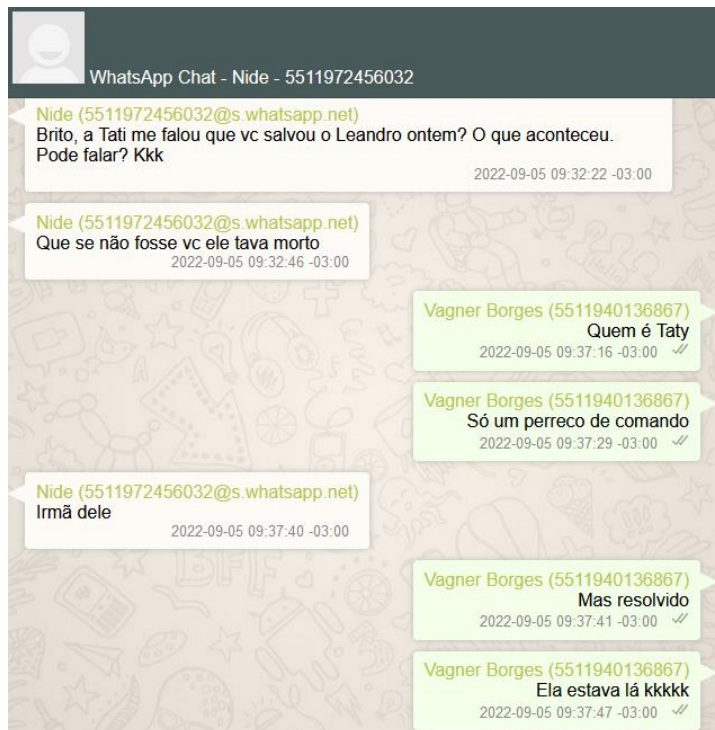 WhatsApp Chat - Nide - 5511972456032
Nide (5511972456032@s.whatsapp.net)
Brito, a Tati me falou que vc salvou o Leandro ontem? O que aconteceu.
Pode falar? Kkk
2022-09-05 09:32:22 -03:00
Nide (5511972456032@s.whatsapp.net)
Que se não fosse vc ele tava morto
2022-09-05 09:32:46 -03:00
Vagner Borges (5511940136867)
Quem é Taty
2022-09-05 09:37:16 -03:00
Vagner Borges (5511940136867)
Só um perreco de comando
2022-09-05 09:37:29 -03:00
Nide (5511972456032@s.whatsapp.net)
Irmã dele
2022-09-05 09:37:40 -03:00
Vagner Borges (5511940136867)
Mas resolvido
2022-09-05 09:37:41 -03:00
Vagner Borges (5511940136867)
Ela estava lá kkkkk
2022-09-05 09:37:47 -03:00